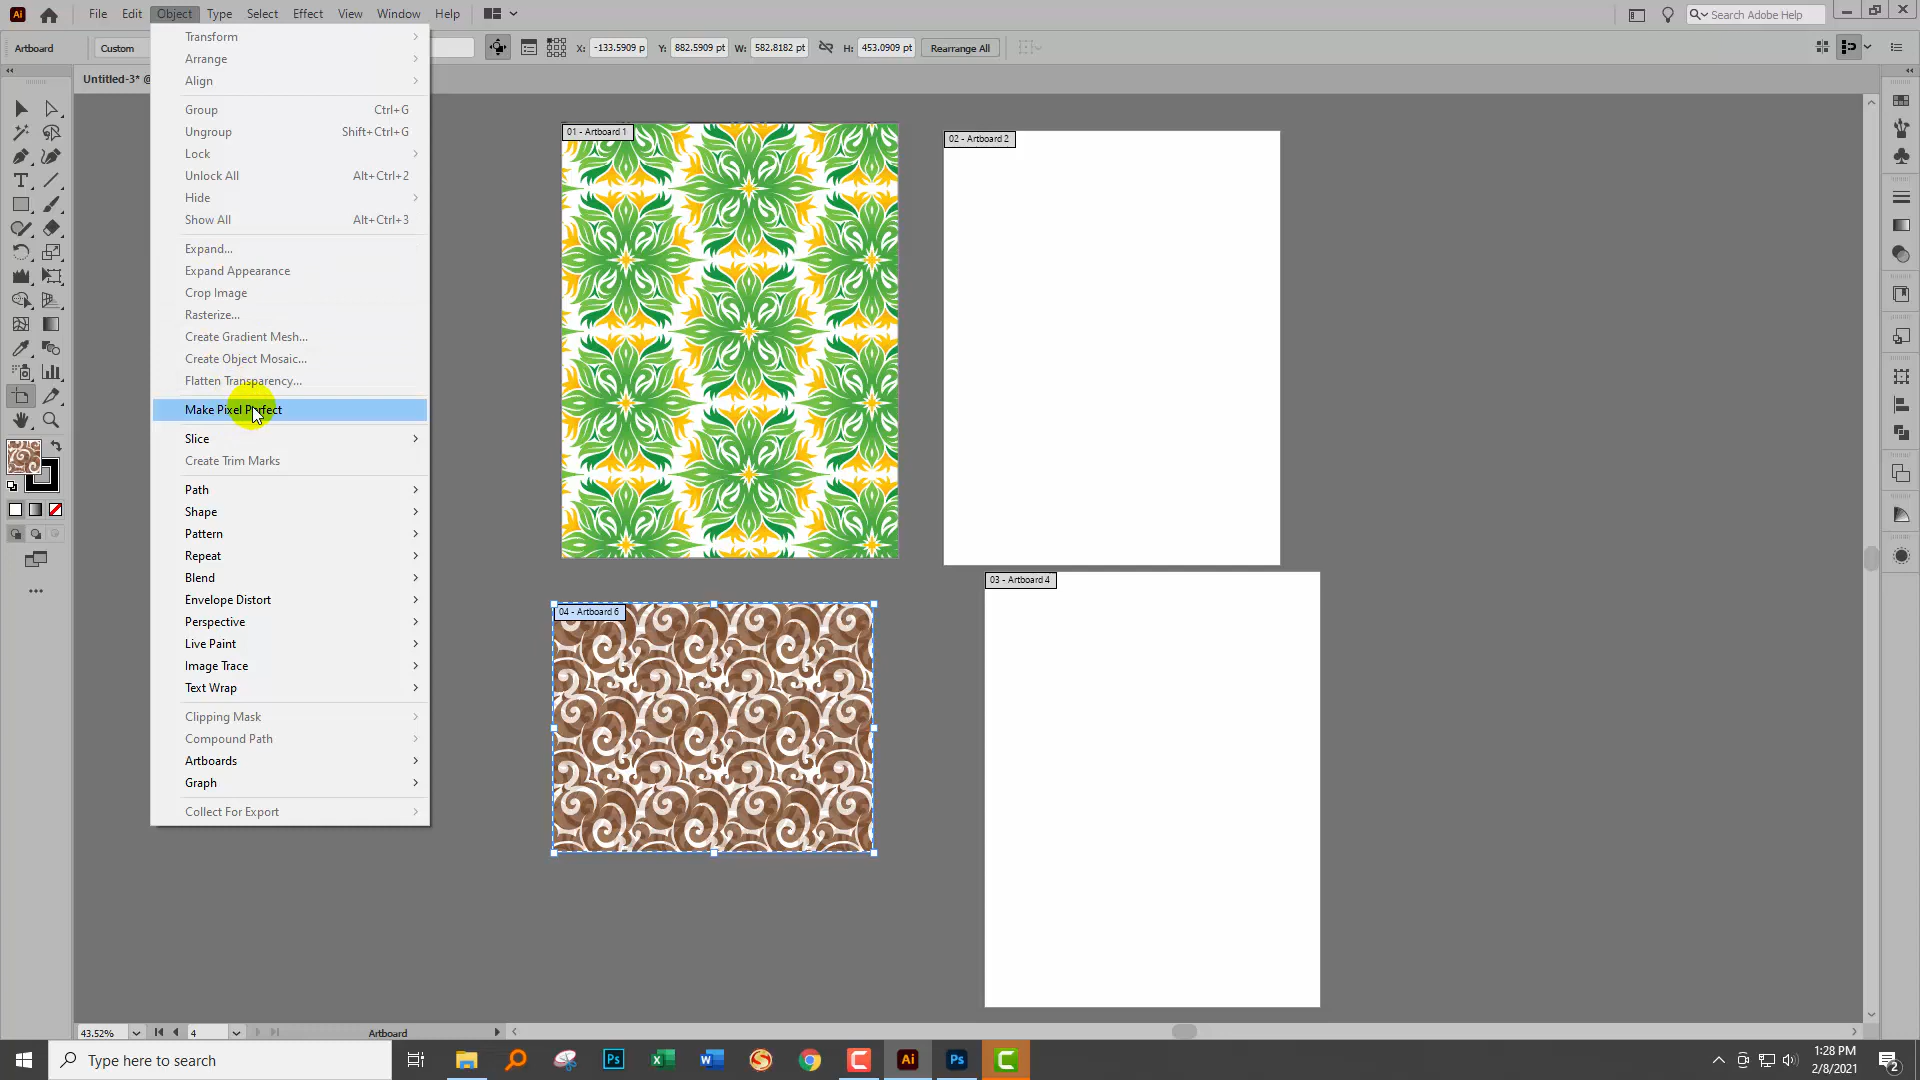 Ai File Edit Object Type Select Effect View Window Help Search Adobe Help
Artboard Custom X: -133.5909 p Y: 882.5909 pt W: 582.8182 pt H: 453.0909 pt Rearrange All
Untitled-3* @
Transform
Arrange
Align
Group Ctrl+G
Ungroup Shift+Ctrl+G
Lock
Unlock All Alt+Ctrl+2
Hide
Show All Alt+Ctrl+3
Expand...
Expand Appearance
Crop Image
Rasterize...
Create Gradient Mesh...
Create Object Mosaic...
Flatten Transparency...
Make Pixel Perfect
Slice
Create Trim Marks
Path
Shape
Pattern
Repeat
Blend
Envelope Distort
Perspective
Live Paint
Image Trace
Text Wrap
Clipping Mask
Compound Path
Artboards
Graph
Collect For Export
01 - Artboard 1
02 - Artboard 2
03 - Artboard 4
04 - Artboard 6
43.52% 4 Artboard
Type here to search
Ps Ai Ps
1:28 PM
2/8/2021
2